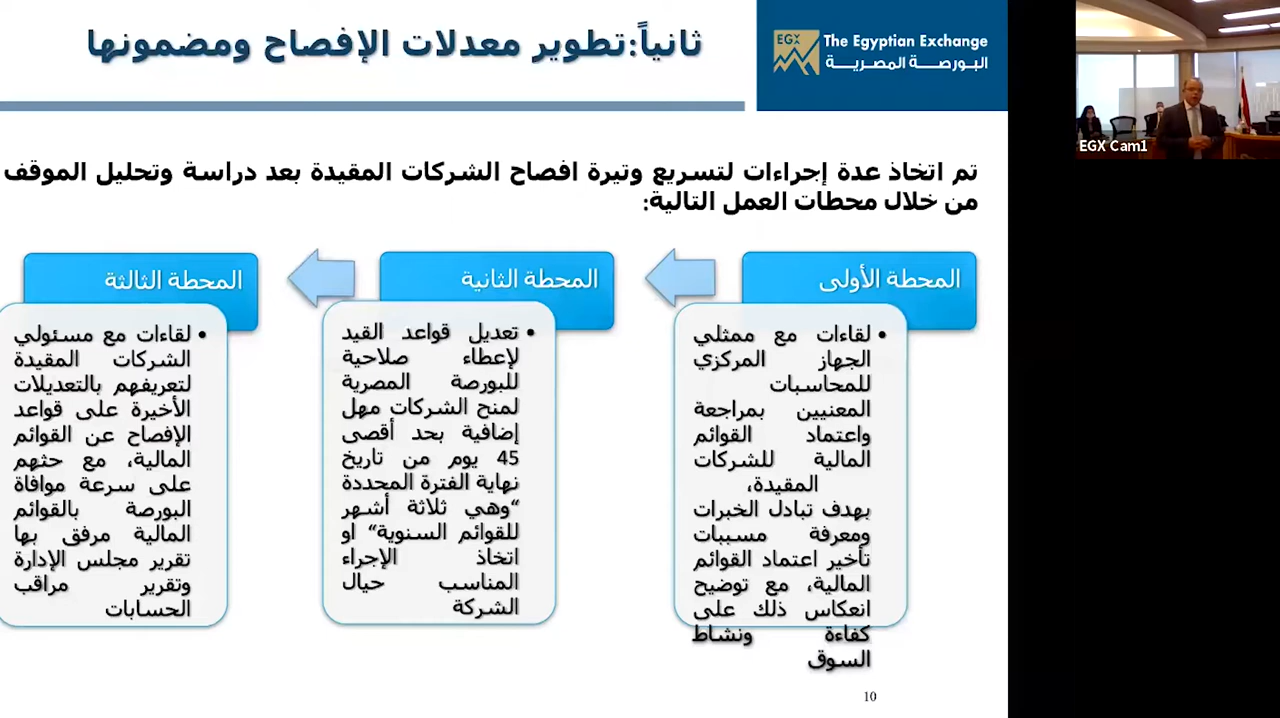 ثانياً:تطوير معدلات الإفصاح ومضمونها
EGX
The Egyptian Exchange
البورصة المصرية
EGX Cam1
تم اتخاذ عدة إجراءات لتسريع وتيرة افصاح الشركات المقيدة بعد دراسة وتحليل الموقف
من خلال محطات العمل التالية:
المحطة الأولى
• لقاءات مع ممثلي
الجهاز المركزي
للمحاسبات
المعنيين بمراجعة
واعتماد القوائم
المالية للشركات
المقيدة،
بهدف تبادل الخبرات
ومعرفة مسببات
تأخير اعتماد القوائم
المالية، مع توضيح
انعكاس ذلك على
كفاءة ونشاط
السوق
المحطة الثانية
• تعديل قواعد القيد
لإعطاء صلاحية
للبورصة المصرية
لمنح الشركات مهل
إضافية بحد أقصى
45 يوم من تاريخ
نهاية الفترة المحددة
“وهي ثلاثة أشهر
للقوائم السنوية“ او
اتخاذ الإجراء
المناسب حيال
الشركة
المحطة الثالثة
• لقاءات مع مسئولي
الشركات المقيدة
لتعريفهم بالتعديلات
الأخيرة على قواعد
الإفصاح عن القوائم
المالية، مع حثهم
على سرعة موافاة
البورصة بالقوائم
المالية مرفق بها
تقرير مجلس الإدارة
وتقرير مراقب
الحسابات
10